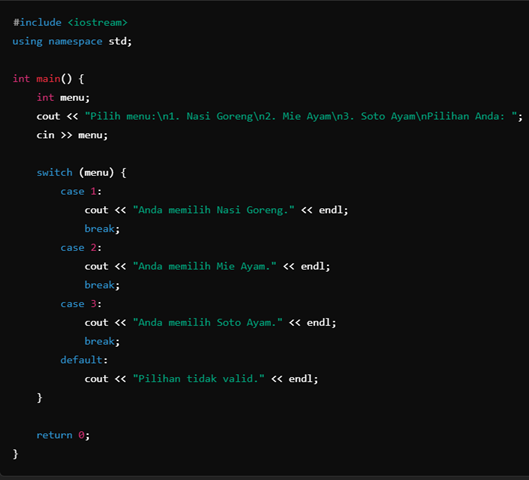 #include <iostream>
using namespace std;

int main() {
    int menu;
    cout << "Pilih menu:\n1. Nasi Goreng\n2. Mie Ayam\n3. Soto Ayam\nPilihan Anda: ";
    cin >> menu;

    switch (menu) {
        case 1:
            cout << "Anda memilih Nasi Goreng." << endl;
            break;
        case 2:
            cout << "Anda memilih Mie Ayam." << endl;
            break;
        case 3:
            cout << "Anda memilih Soto Ayam." << endl;
            break;
        default:
            cout << "Pilihan tidak valid." << endl;
    }

    return 0;
}